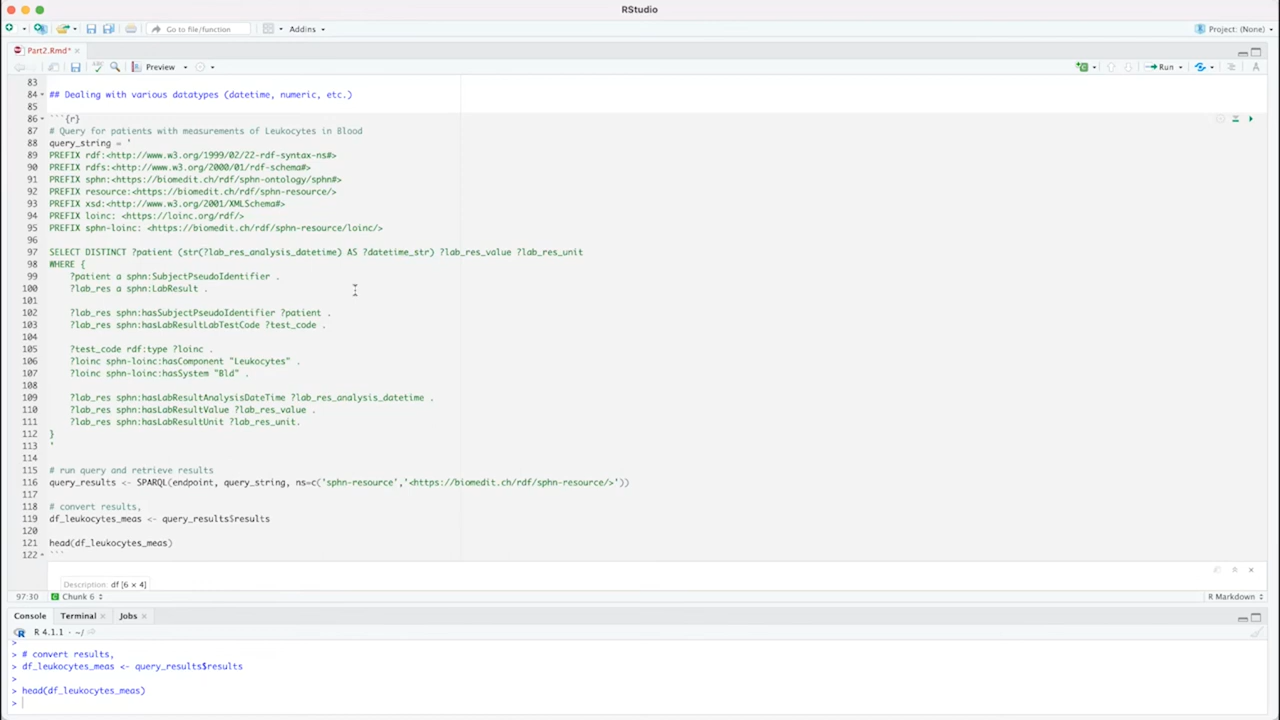 RStudio
Go to file/function
Addins
Project: (None)
Part2.Rmd*
Preview
Run
83
84 ## Dealing with various datatypes (datetime, numeric, etc.)
85
86 ```{r}
87 # Query for patients with measurements of Leukocytes in Blood
88 query_string = '
89 PREFIX rdf:<http://www.w3.org/1999/02/22-rdf-syntax-ns#>
90 PREFIX rdfs:<http://www.w3.org/2000/01/rdf-schema#>
91 PREFIX sphn:<https://biomedit.ch/rdf/sphn-ontology/sphn#>
92 PREFIX resource:<https://biomedit.ch/rdf/sphn-resource/>
93 PREFIX xsd:<http://www.w3.org/2001/XMLSchema#>
94 PREFIX loinc: <https://loinc.org/rdf/>
95 PREFIX sphn-loinc: <https://biomedit.ch/rdf/sphn-resource/loinc/>
96
97 SELECT DISTINCT ?patient (str(?lab_res_analysis_datetime) AS ?datetime_str) ?lab_res_value ?lab_res_unit
98 WHERE {
99 ?patient a sphn:SubjectPseudoIdentifier .
100 ?lab_res a sphn:LabResult .
101
102 ?lab_res sphn:hasSubjectPseudoIdentifier ?patient .
103 ?lab_res sphn:hasLabResultLabTestCode ?test_code .
104
105 ?test_code rdf:type ?loinc .
106 ?loinc sphn-loinc:hasComponent "Leukocytes" .
107 ?loinc sphn-loinc:hasSystem "Bld" .
108
109 ?lab_res sphn:hasLabResultAnalysisDateTime ?lab_res_analysis_datetime .
110 ?lab_res sphn:hasLabResultValue ?lab_res_value .
111 ?lab_res sphn:hasLabResultUnit ?lab_res_unit.
112 }
113 '
114
115 # run query and retrieve results
116 query_results <- SPARQL(endpoint, query_string, ns=c('sphn-resource','<https://biomedit.ch/rdf/sphn-resource/>'))
117
118 # convert results,
119 df_leukocytes_meas <- query_results$results
120
121 head(df_leukocytes_meas)
122 ```
Description: df [6 × 4]
97:30 Chunk 6 R Markdown
Console Terminal Jobs
R 4.1.1 · ~/
>
> # convert results,
> df_leukocytes_meas <- query_results$results
>
> head(df_leukocytes_meas)
>